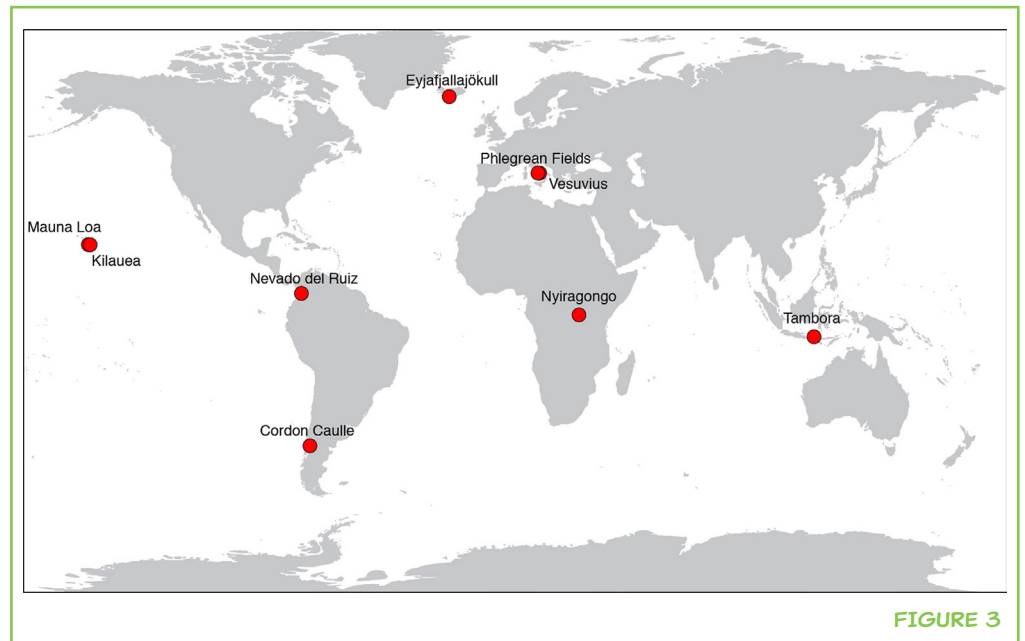 Eyjafjallajökull
Phlegrean Fields
Vesuvius
Mauna Loa
Kilauea
Nevado del Ruiz
Nyiragongo
Tambora
Cordon Caulle
FIGURE 3